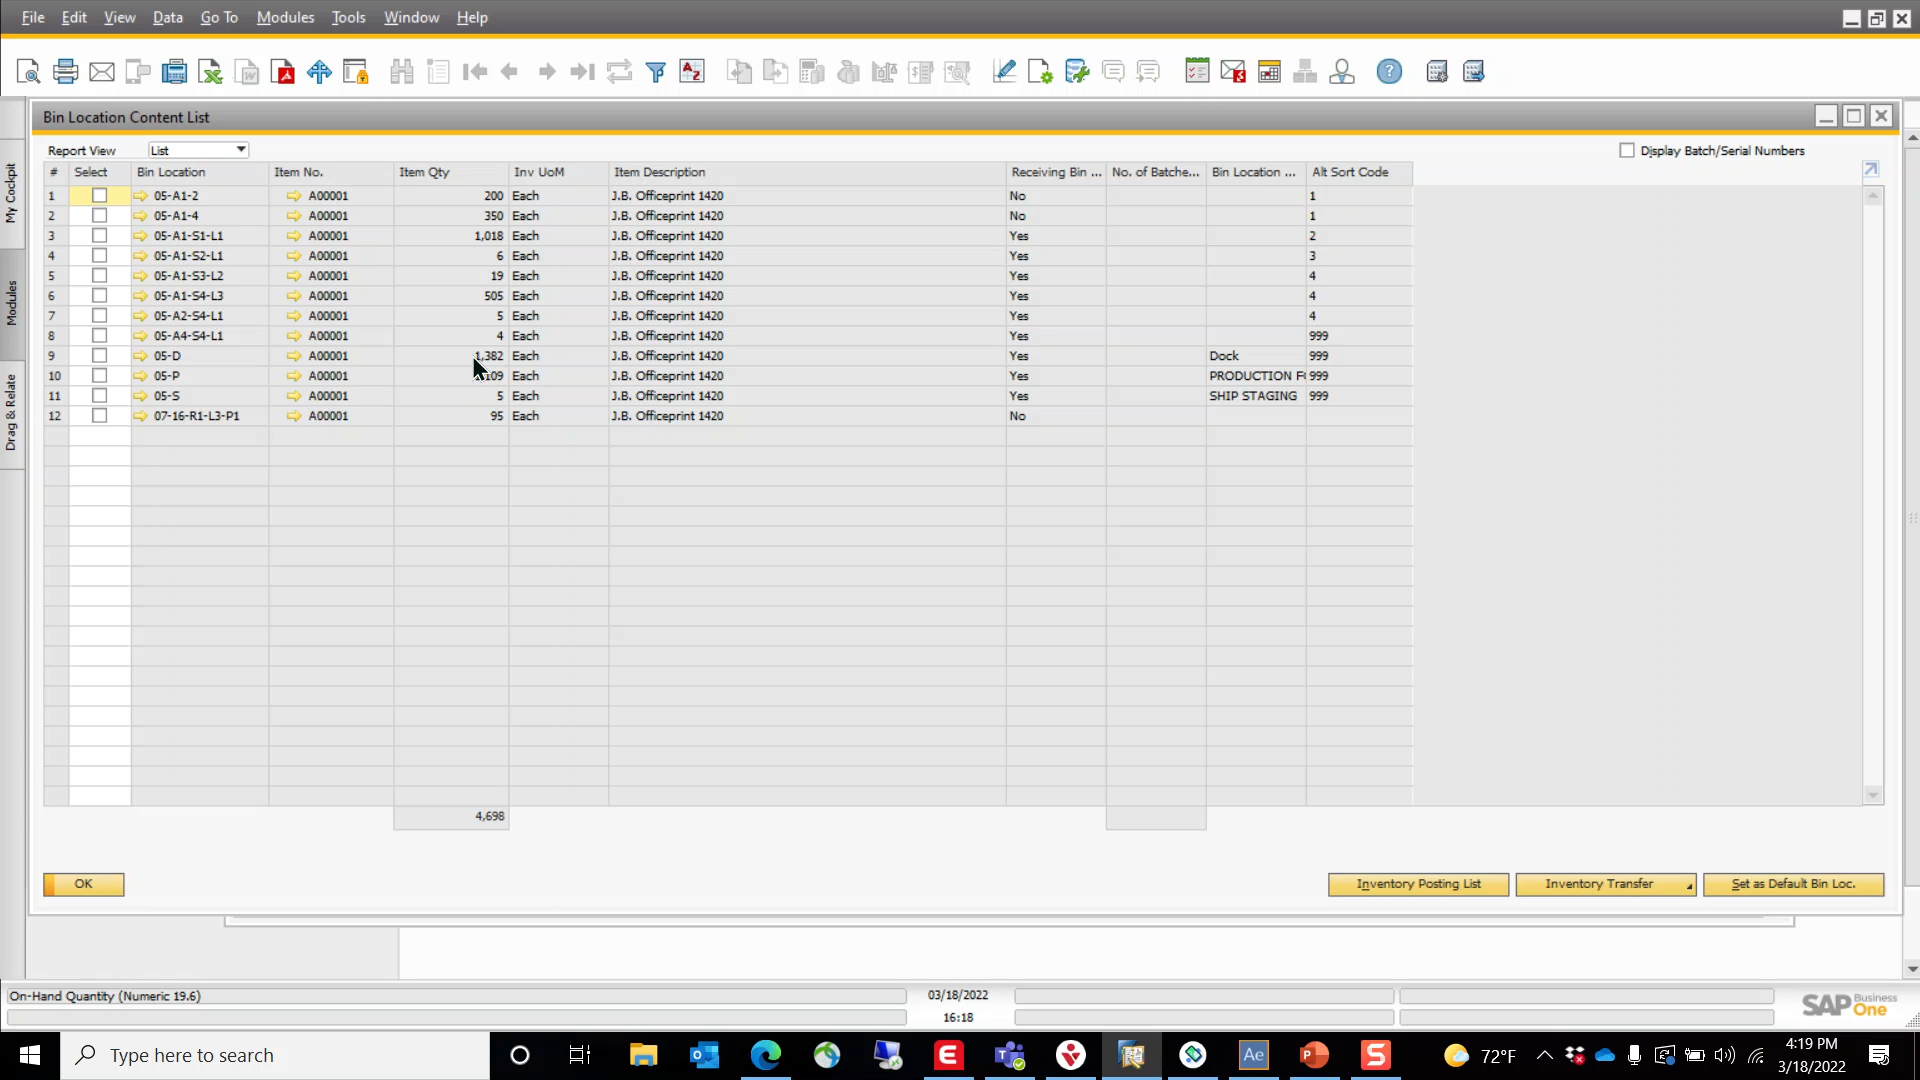 File Edit View Data Go To Modules Tools Window Help
Bin Location Content List
Report View List Display Batch/Serial Numbers
# Select Bin Location Item No. Item Qty Inv UoM Item Description Receiving Bin ... No. of Batche... Bin Location ... Alt Sort Code
1 05-A1-2 A00001 200 Each J.B. Officeprint 1420 No 1
2 05-A1-4 A00001 350 Each J.B. Officeprint 1420 No 1
3 05-A1-S1-L1 A00001 1,018 Each J.B. Officeprint 1420 Yes 2
4 05-A1-S2-L1 A00001 6 Each J.B. Officeprint 1420 Yes 3
5 05-A1-S3-L2 A00001 19 Each J.B. Officeprint 1420 Yes 4
6 05-A1-S4-L3 A00001 505 Each J.B. Officeprint 1420 Yes 4
7 05-A2-S4-L1 A00001 5 Each J.B. Officeprint 1420 Yes 4
8 05-A4-S4-L1 A00001 4 Each J.B. Officeprint 1420 Yes 999
9 05-D A00001 1,382 Each J.B. Officeprint 1420 Yes Dock 999
10 05-P A00001 Each J.B. Officeprint 1420 Yes PRODUCTION 999
11 05-S A00001 5 Each J.B. Officeprint 1420 Yes SHIP STAGING 999
12 07-16-R1-L3-P1 A00001 95 Each J.B. Officeprint 1420 No
4,698
OK Inventory Posting List Inventory Transfer Set as Default Bin Loc.
My Cockpit
Modules
Drag & Relate
On-Hand Quantity (Numeric 19.6) 03/18/2022
16:18
SAP Business One
Type here to search 72°F 4:19 PM
3/18/2022